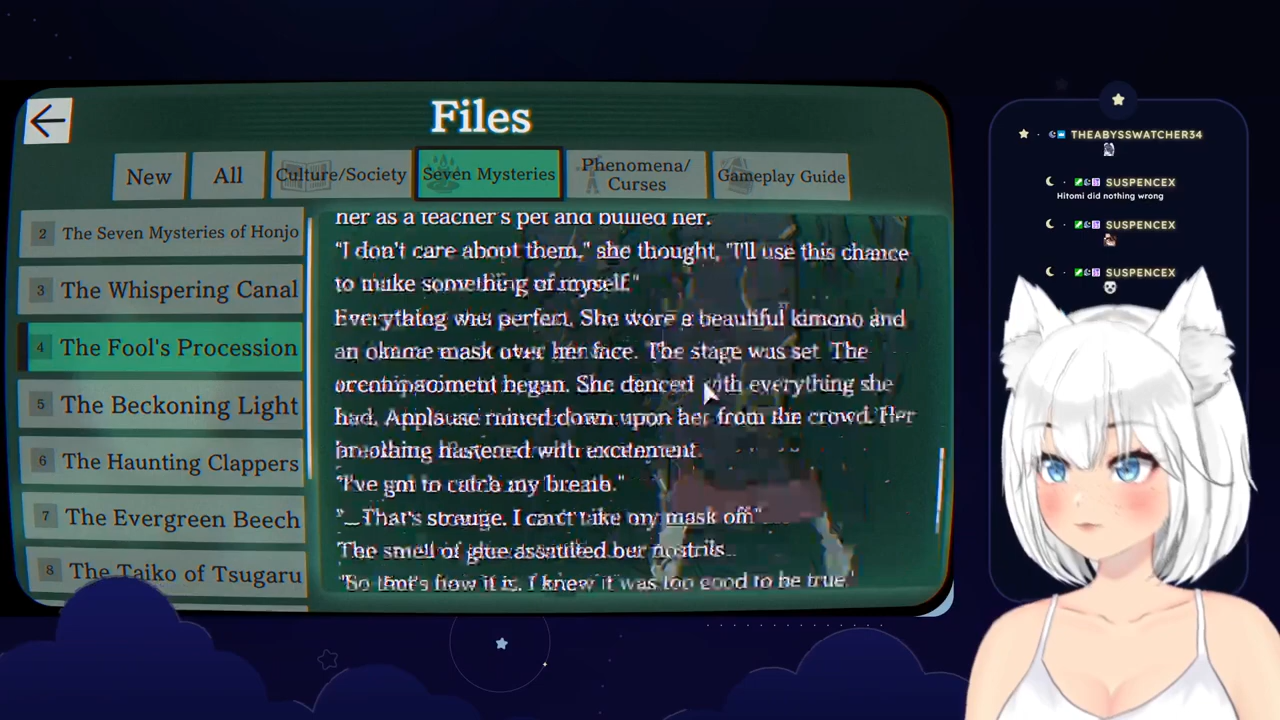 Files
New
All
Culture/Society
Seven Mysteries
Phenomena/
Curses
Gameplay Guide
2 The Seven Mysteries of Honjo
3 The Whispering Canal
4 The Fool's Procession
5 The Beckoning Light
6 The Haunting Clappers
7 The Evergreen Beech
8 The Taiko of Tsugaru
her as a teacher's pet and bullied her.
"I don't care about them," she thought, "I'll use this chance
to make something of myself."
Everything was perfect. She wore a beautiful kimono and
an okame mask over her face. The stage was set. The
accompaniment began. She danced with everything she
had. Applause rained down upon her from the crowd. Her
breathing hastened with excitement.
"I've got to catch my breath."
"...That's strange. I can't take my mask off."
The smell of glue assaulted her nostrils...
"So that's how it is. I knew it was too good to be true."
THEABYSSWATCHER34
SUSPENCEX
Hitomi did nothing wrong
SUSPENCEX
SUSPENCEX